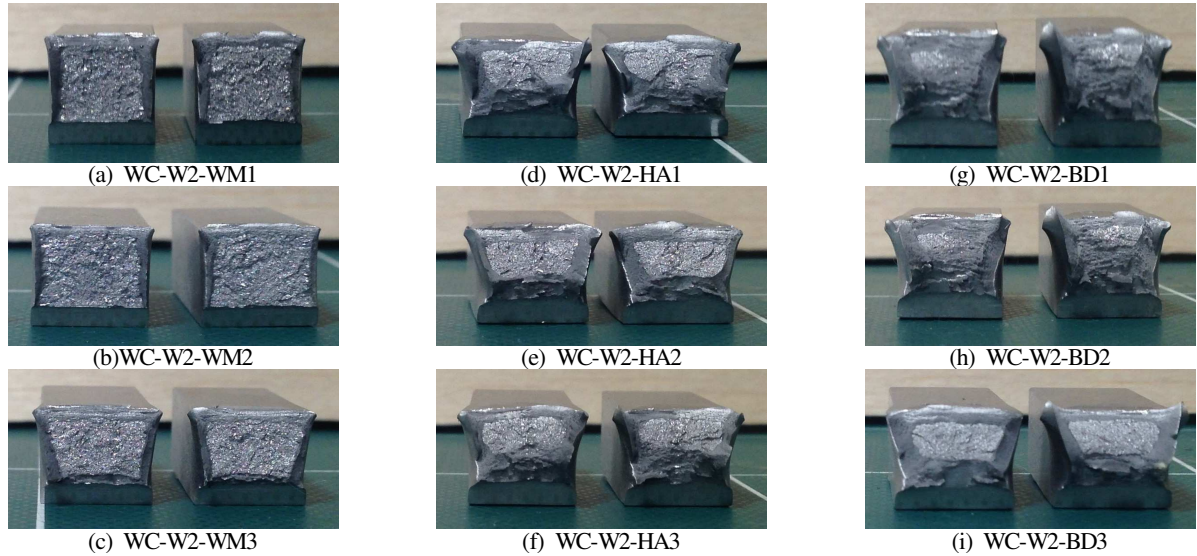 (a) WC-W2-WM1
(d) WC-W2-HA1
(g) WC-W2-BD1
(b)WC-W2-WM2
(e) WC-W2-HA2
(h) WC-W2-BD2
(c) WC-W2-WM3
(f) WC-W2-HA3
(i) WC-W2-BD3